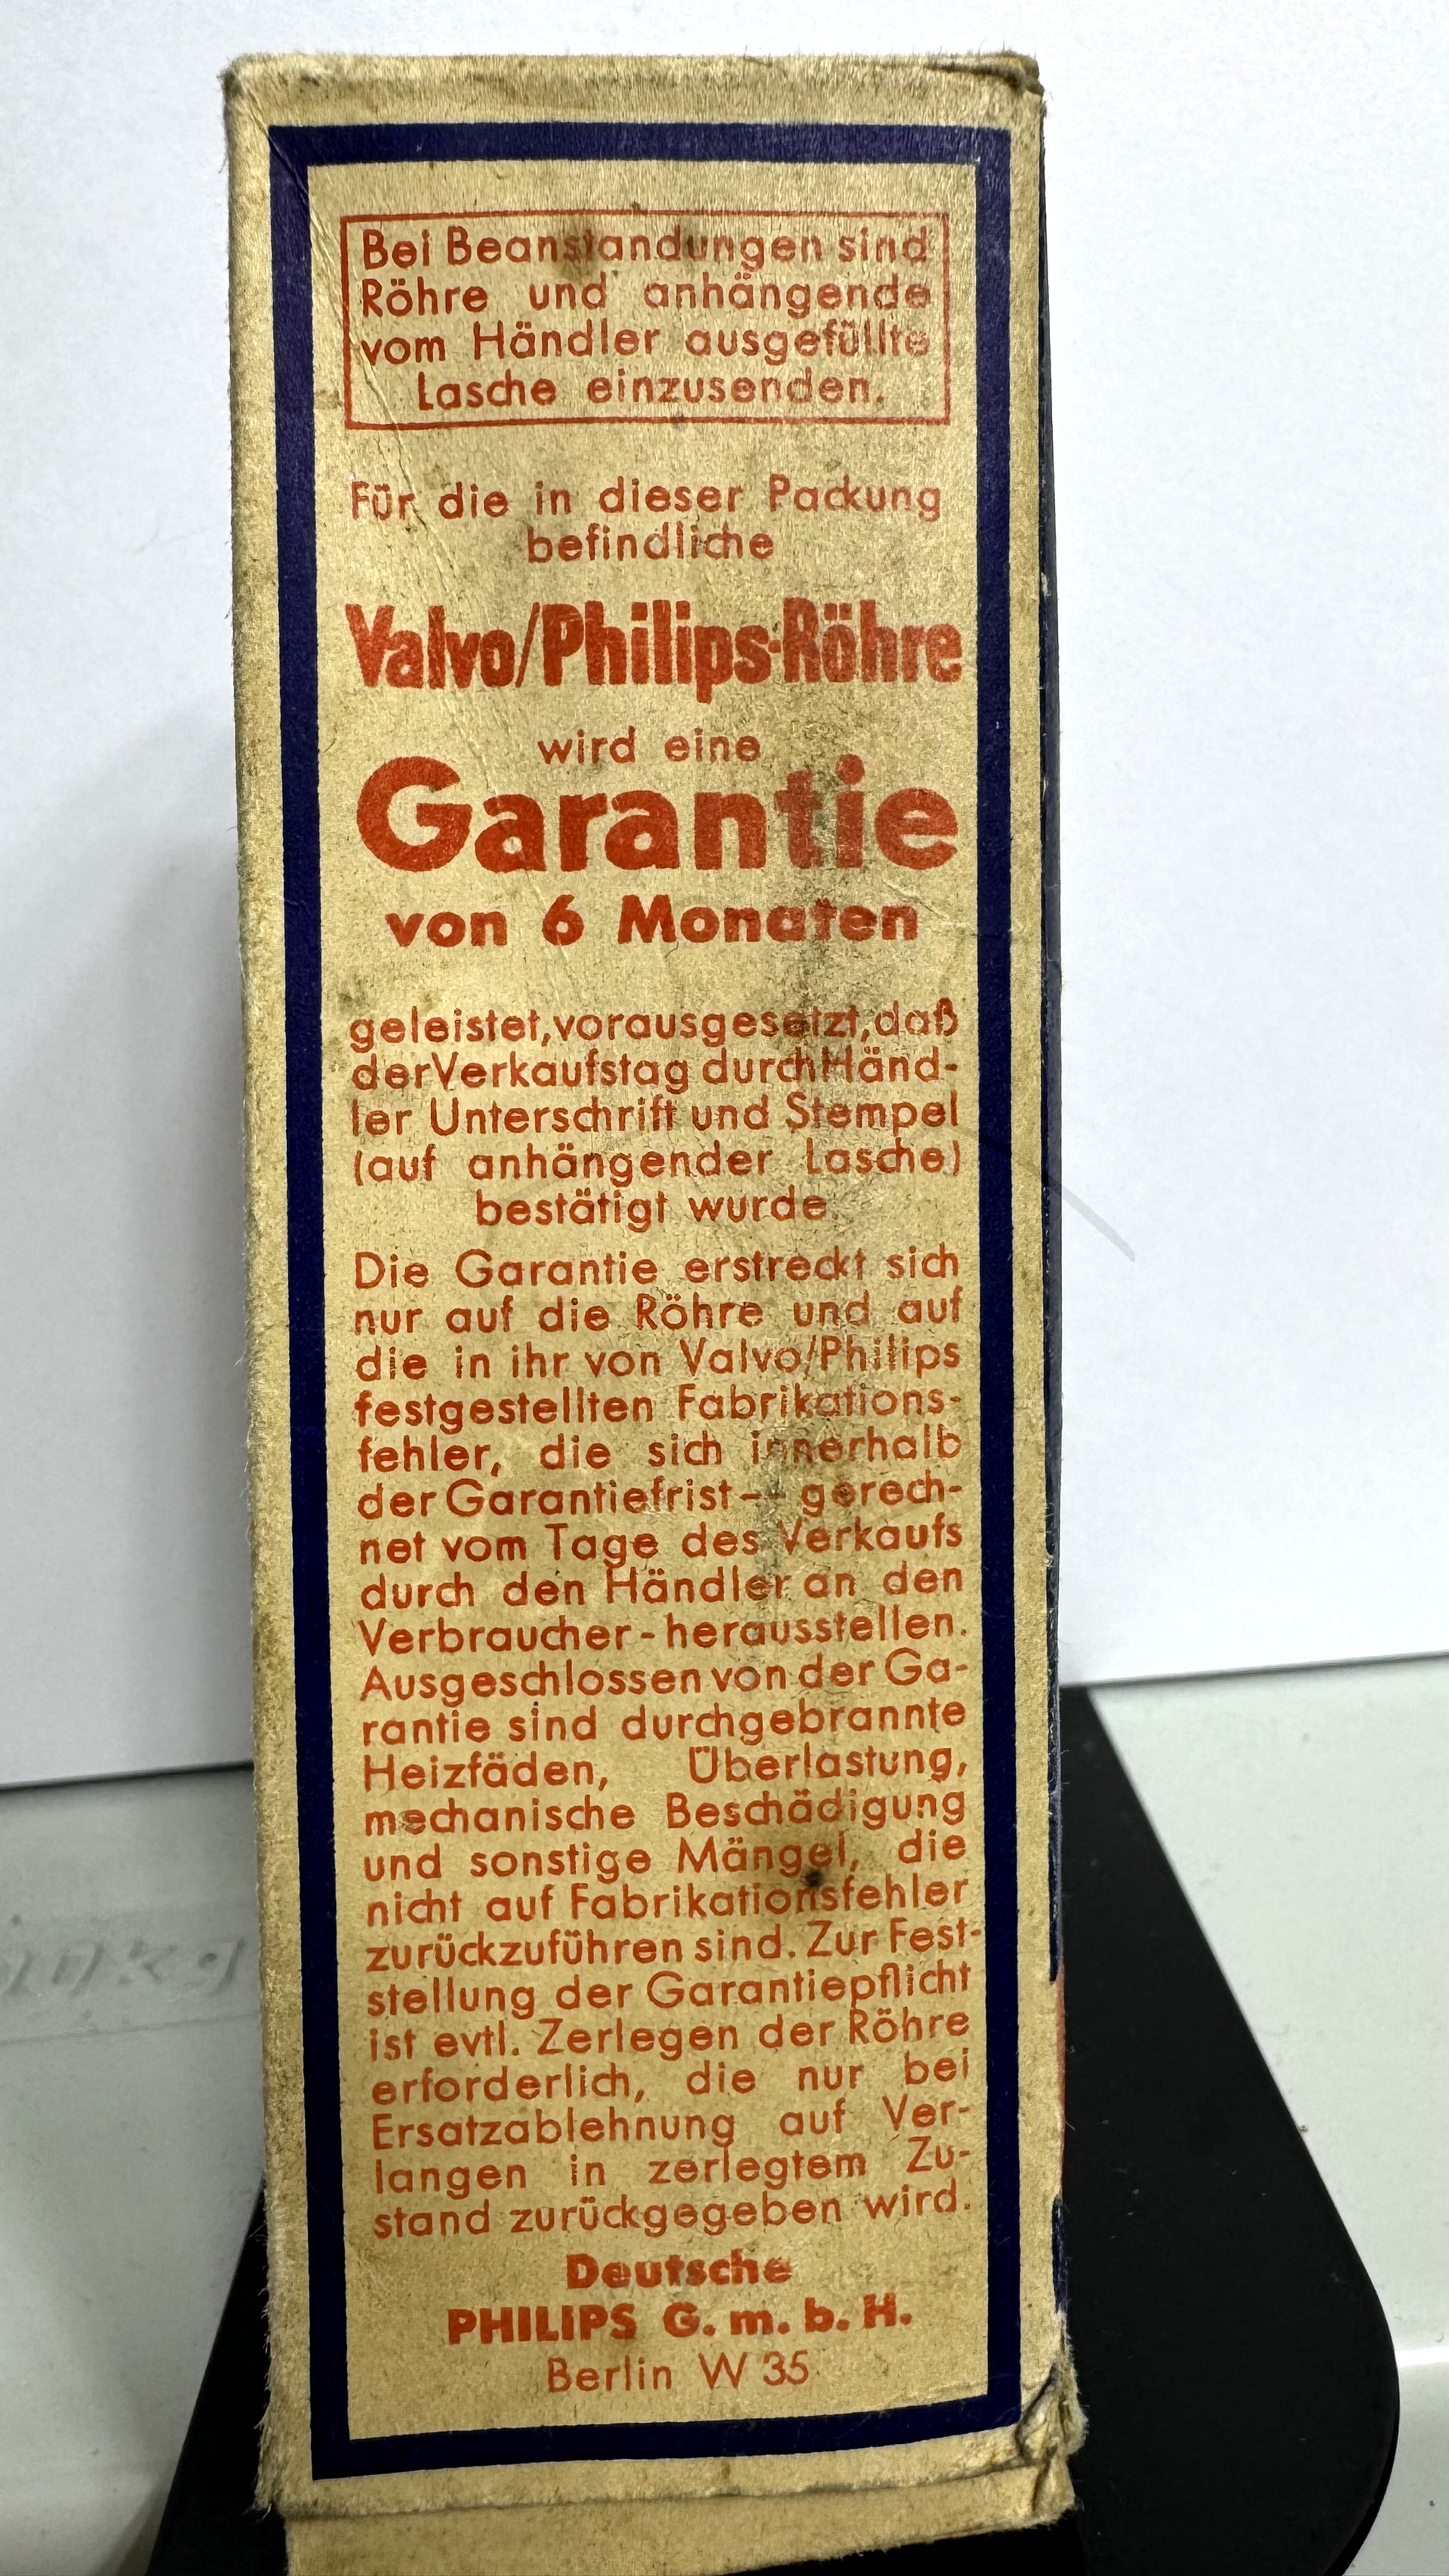 Bei Beanstandungen sind
Röhre und anhängende
vom Händler ausgefüllte
Lasche einzusenden.
Für die in dieser Packung
befindliche
Valvo/Philips-Röhre
wird eine
Garantie
von 6 Monaten
geleistet, vorausgesetzt, daß
der Verkaufstag durch Händ-
ler Unterschrift und Stempel
(auf anhängender Lasche)
bestätigt wurde.
Die Garantie erstreckt sich
nur auf die Röhre und auf
die in ihr von Valvo/Philips
festgestellten Fabrikations-
fehler, die sich innerhalb
der Garantiefrist — gerech-
net vom Tage des Verkaufs
durch den Händler an den
Verbraucher - herausstellen.
Ausgeschlossen von der Ga-
rantie sind durchgebrannte
Heizfäden, Überlastung,
mechanische Beschädigung
und sonstige Mängel, die
nicht auf Fabrikationsfehler
zurückzuführen sind. Zur Fest-
stellung der Garantiepflicht
ist evtl. Zerlegen der Röhre
erforderlich, die nur bei
Ersatzablehnung auf Ver-
langen in zerlegtem Zu-
stand zurückgegeben wird.
Deutsche
PHILIPS G. m. b. H.
Berlin W 35